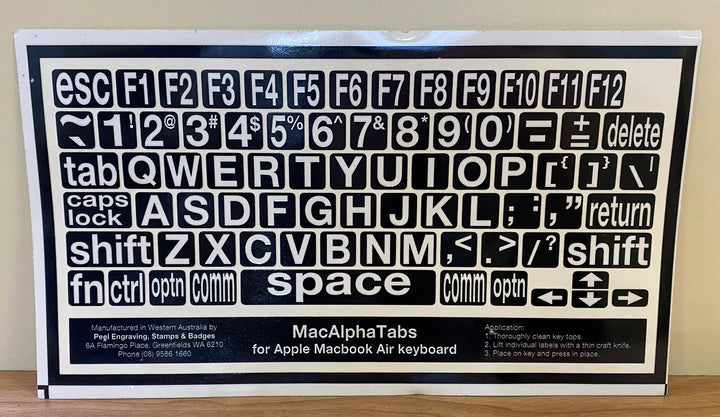 esc F1 F2 F3 F4 F5 F6 F7 F8 F9 F10 F11 F12
~ ` 1! 2@ 3# 4$ 5% 6^ 7& 8* 9( 0) - = ± delete
tab Q W E R T Y U I O P [{ ]} \|
caps lock A S D F G H J K L ;: ," return
shift Z X C V B N M ,< .> /? shift
fn ctrl optn comm space comm optn ← ↑ ↓ →
Manufactured in Western Australia by
Pegl Engraving, Stamps & Badges
6A Flamingo Place, Greenfields WA 6210
Phone (08) 9586 1660
MacAlphaTabs
for Apple Macbook Air keyboard
Application:
1. Thoroughly clean key tops.
2. Lift individual labels with a thin craft knife.
3. Place on key and press in place.